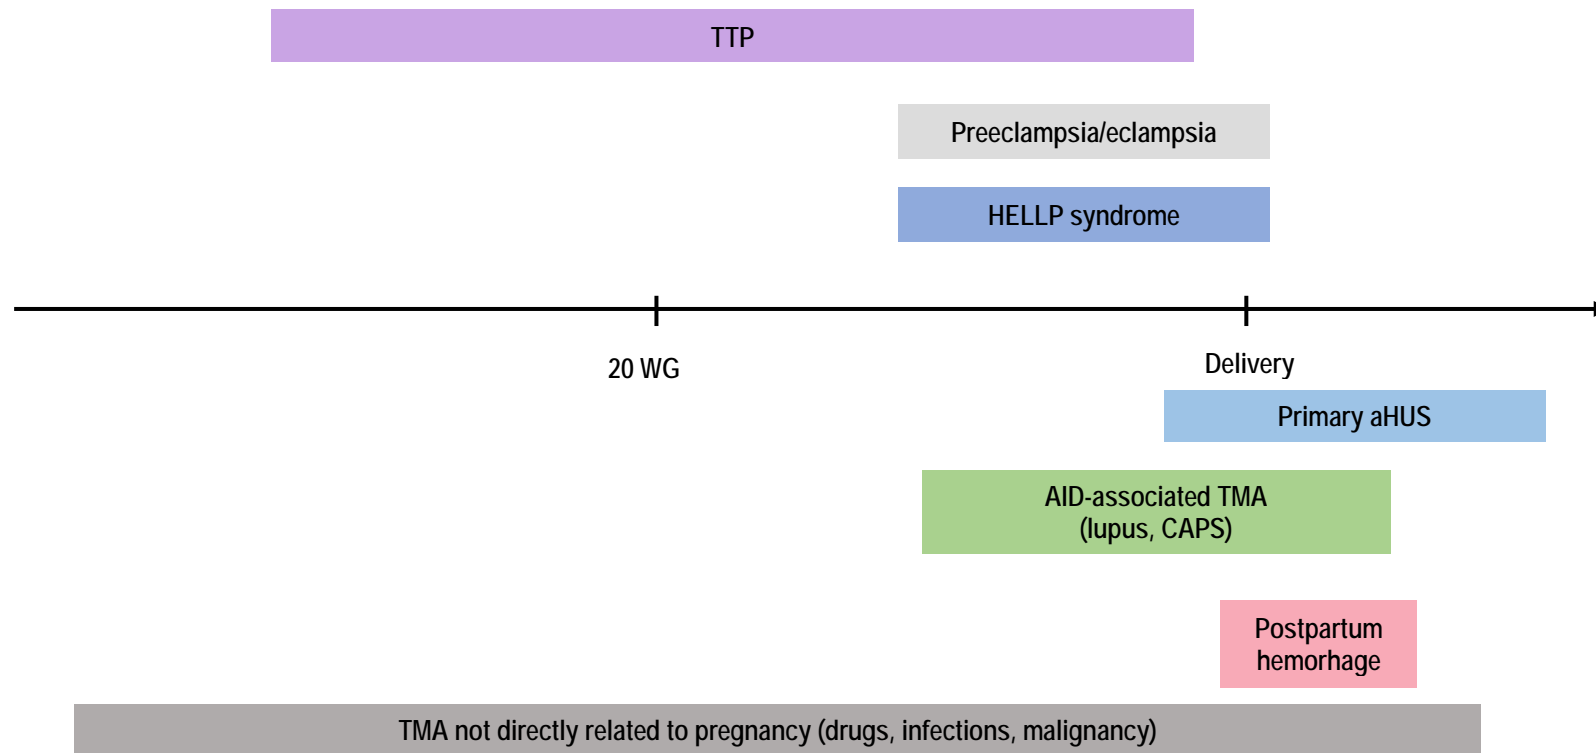 TTP
Preeclampsia/eclampsia
HELLP syndrome
20 WG
Delivery
Primary aHUS
AID-associated TMA
(lupus, CAPS)
Postpartum
hemorhage
TMA not directly related to pregnancy (drugs, infections, malignancy)